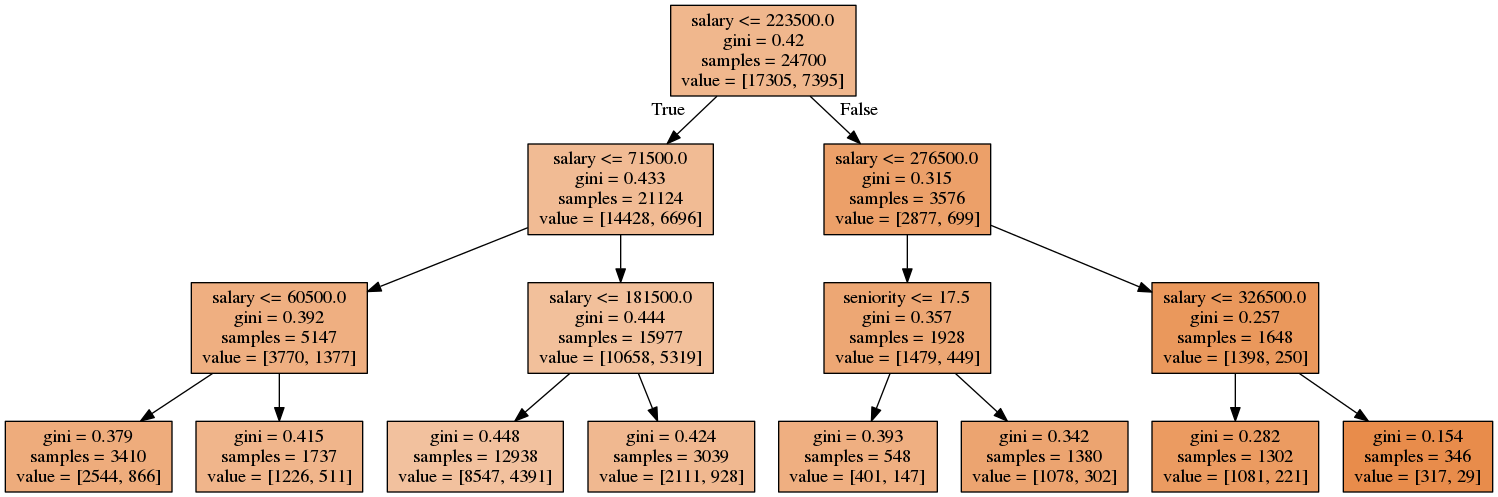 salary <= 223500.0
gini = 0.42
samples = 24700
value = [17305, 7395]
True
False
salary <= 71500.0
gini = 0.433
samples = 21124
value = [14428, 6696]
salary <= 276500.0
gini = 0.315
samples = 3576
value = [2877, 699]
salary <= 60500.0
gini = 0.392
samples = 5147
value = [3770, 1377]
salary <= 181500.0
gini = 0.444
samples = 15977
value = [10658, 5319]
seniority <= 17.5
gini = 0.357
samples = 1928
value = [1479, 449]
salary <= 326500.0
gini = 0.257
samples = 1648
value = [1398, 250]
gini = 0.379
samples = 3410
value = [2544, 866]
gini = 0.415
samples = 1737
value = [1226, 511]
gini = 0.448
samples = 12938
value = [8547, 4391]
gini = 0.424
samples = 3039
value = [2111, 928]
gini = 0.393
samples = 548
value = [401, 147]
gini = 0.342
samples = 1380
value = [1078, 302]
gini = 0.282
samples = 1302
value = [1081, 221]
gini = 0.154
samples = 346
value = [317, 29]